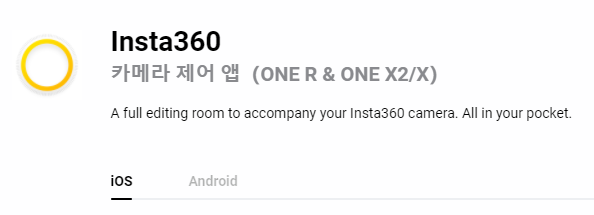 Insta360
카메라 제어 앱 (ONE R & ONE X2/X)
A full editing room to accompany your Insta360 camera. All in your pocket.
iOS Android